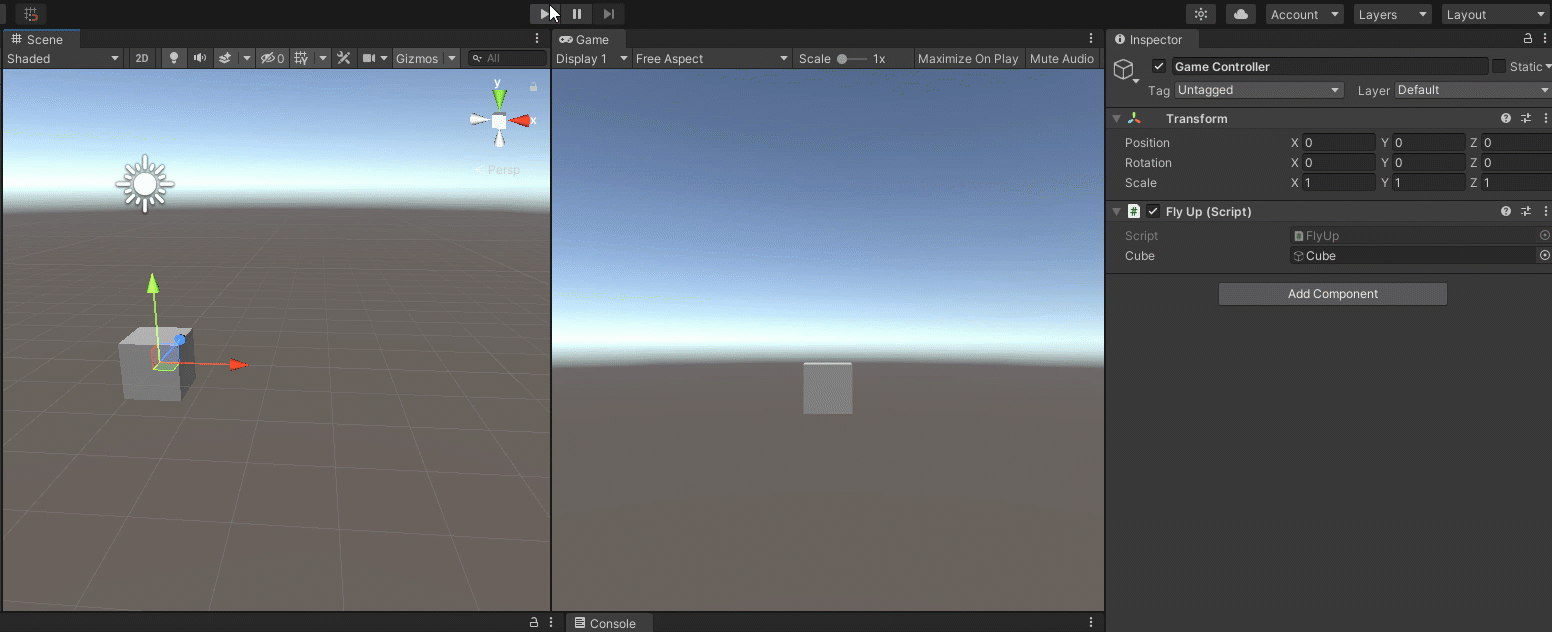 Account Layers Layout
Scene
Shaded 2D 0 Gizmos All
y
x
Persp
Game
Display 1 Free Aspect Scale 1x Maximize On Play Mute Audio
Inspector
Game Controller Static
Tag Untagged Layer Default
Transform
Position X 0 Y 0 Z 0
Rotation X 0 Y 0 Z 0
Scale X 1 Y 1 Z 1
# Fly Up (Script)
Script FlyUp
Cube Cube
Add Component
Console